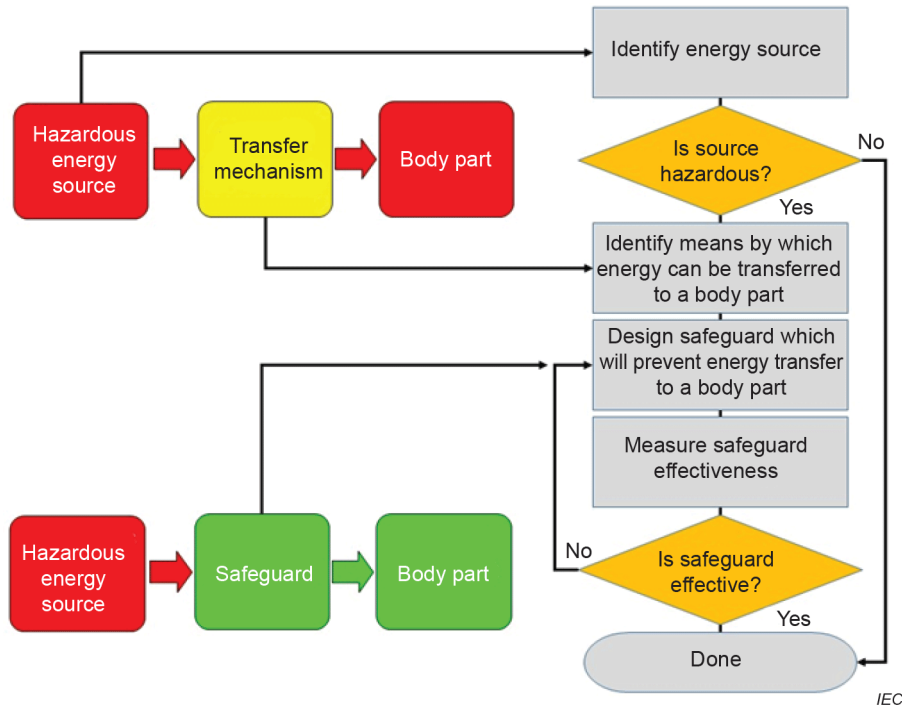 Identify energy source
Hazardous
energy
source
Transfer
mechanism
Body part
Is source
hazardous?
No
Yes
Identify means by which
energy can be transferred
to a body part
Design safeguard which
will prevent energy transfer
to a body part
Measure safeguard
effectiveness
Hazardous
energy
source
Safeguard
Body part
No
Is safeguard
effective?
Yes
Done
IEC